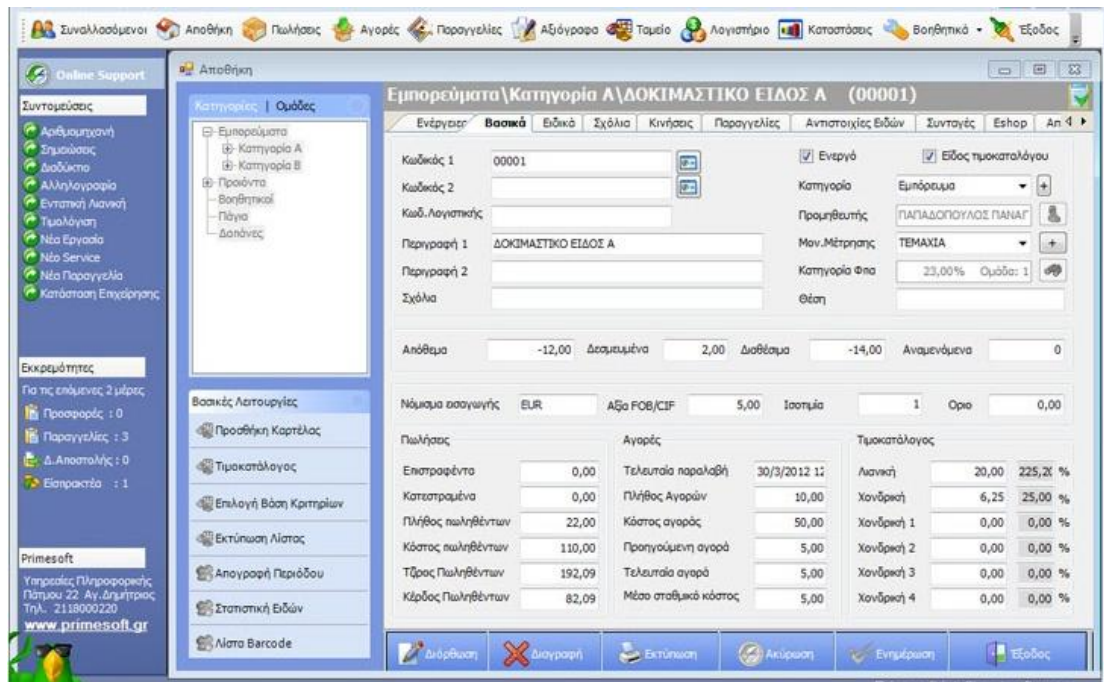 Συναλλασσόμενοι Αποθήκη Πωλήσεις Αγορές Παραγγελίες Αξιόγραφα Ταμείο Λογιστήριο Καταστάσεις Βοηθητικά Έξοδος
Online Support
Συντομεύσεις
Αριθμομηχανή
Σημειώσεις
Διαδύκτιο
Αλληλογραφία
Ενταтική Λιανική
Τιμολόγιση
Νέα Εργασία
Νέο Service
Νέα Παραγγελία
Κατάσταση Επιχείρησης
Εκκρεμότητες
Για τις επόμενες 2 μέρες
Προσφορές : 0
Παραγγελίες : 3
Δ.Αποστολής : 0
Εισπρακτέα : 1
Primesoft
Υπηρεσίες Πληροφορικής
Πάτμου 22 Αγ.Δημήτριος
Τηλ. 2118000220
www.primesoft.gr
Αποθήκη
Κατηγορίες | Ομάδες
Εμπορεύματα
Κατηγορία Α
Κατηγορία Β
Προιόντα
Βοηθητικοί
Πάγια
Δαπάνες
Βασικές Λειτουργίες
Προσθήκη Καρτέλας
Τιμοκατάλογος
Επιλογή Βάση Κριτηρίων
Εκτύπωση Λίστας
Απογραφή Περιόδου
Στατιστική Ειδών
Λίστα Barcode
Εμπορεύματα\Κατηγορία Α\ΔΟΚΙΜΑΣΤΙΚΟ ΕΙΔΟΣ Α (00001)
Ενέργειες Βασικά Ειδικά Σχόλια Κινήσεις Παραγγελίες Αντιστοιχίες Ειδών Συνταγές Eshop Απ
Κωδικός 1 00001 Ενεργό Είδος τιμοκαταλόγου
Κωδικός 2 Κατηγορία Εμπόρευμα
Κωδ.Λογιστικής Προμηθευτής ΠΑΠΑΔΟΠΟΥΛΟΣ ΠΑΝΑΓ
Περιγραφή 1 ΔΟΚΙΜΑΣΤΙΚΟ ΕΙΔΟΣ Α Μον.Μέτρησης ΤΕΜΑΧΙΑ
Περιγραφή 2 Κατηγορία Φπα 23,00% Ομάδα: 1
Σχόλια Θέση
Απόθεμα -12,00 Δεσμευμένα 2,00 Διαθέσιμα -14,00 Αναμενόμενα 0
Νόμισμα εισαγωγής EUR Αξία FOB/CIF 5,00 Ισοτιμία 1 Οριο 0,00
Πωλήσεις Αγορές Τιμοκατάλογος
Επιστραφέντα 0,00 Τελευταία παραλαβή 30/3/2012 12 Λιανική 20,00 225,20 %
Κατεστραμένα 0,00 Πλήθος Αγορών 10,00 Χονδρική 6,25 25,00 %
Πλήθος πωληθέντων 22,00 Κόστος αγοράς 50,00 Χονδρική 1 0,00 0,00 %
Κόστος πωληθέντων 110,00 Προηγούμενη αγορά 5,00 Χονδρική 2 0,00 0,00 %
Τζίρος Πωληθέντων 192,09 Τελευταία αγορά 5,00 Χονδρική 3 0,00 0,00 %
Κέρδος Πωληθέντων 82,09 Μέσο σταθμικό κόστος 5,00 Χονδρική 4 0,00 0,00 %
Διόρθωση Διαγραφή Εκτύπωση Ακύρωση Ενημέρωση Έξοδος